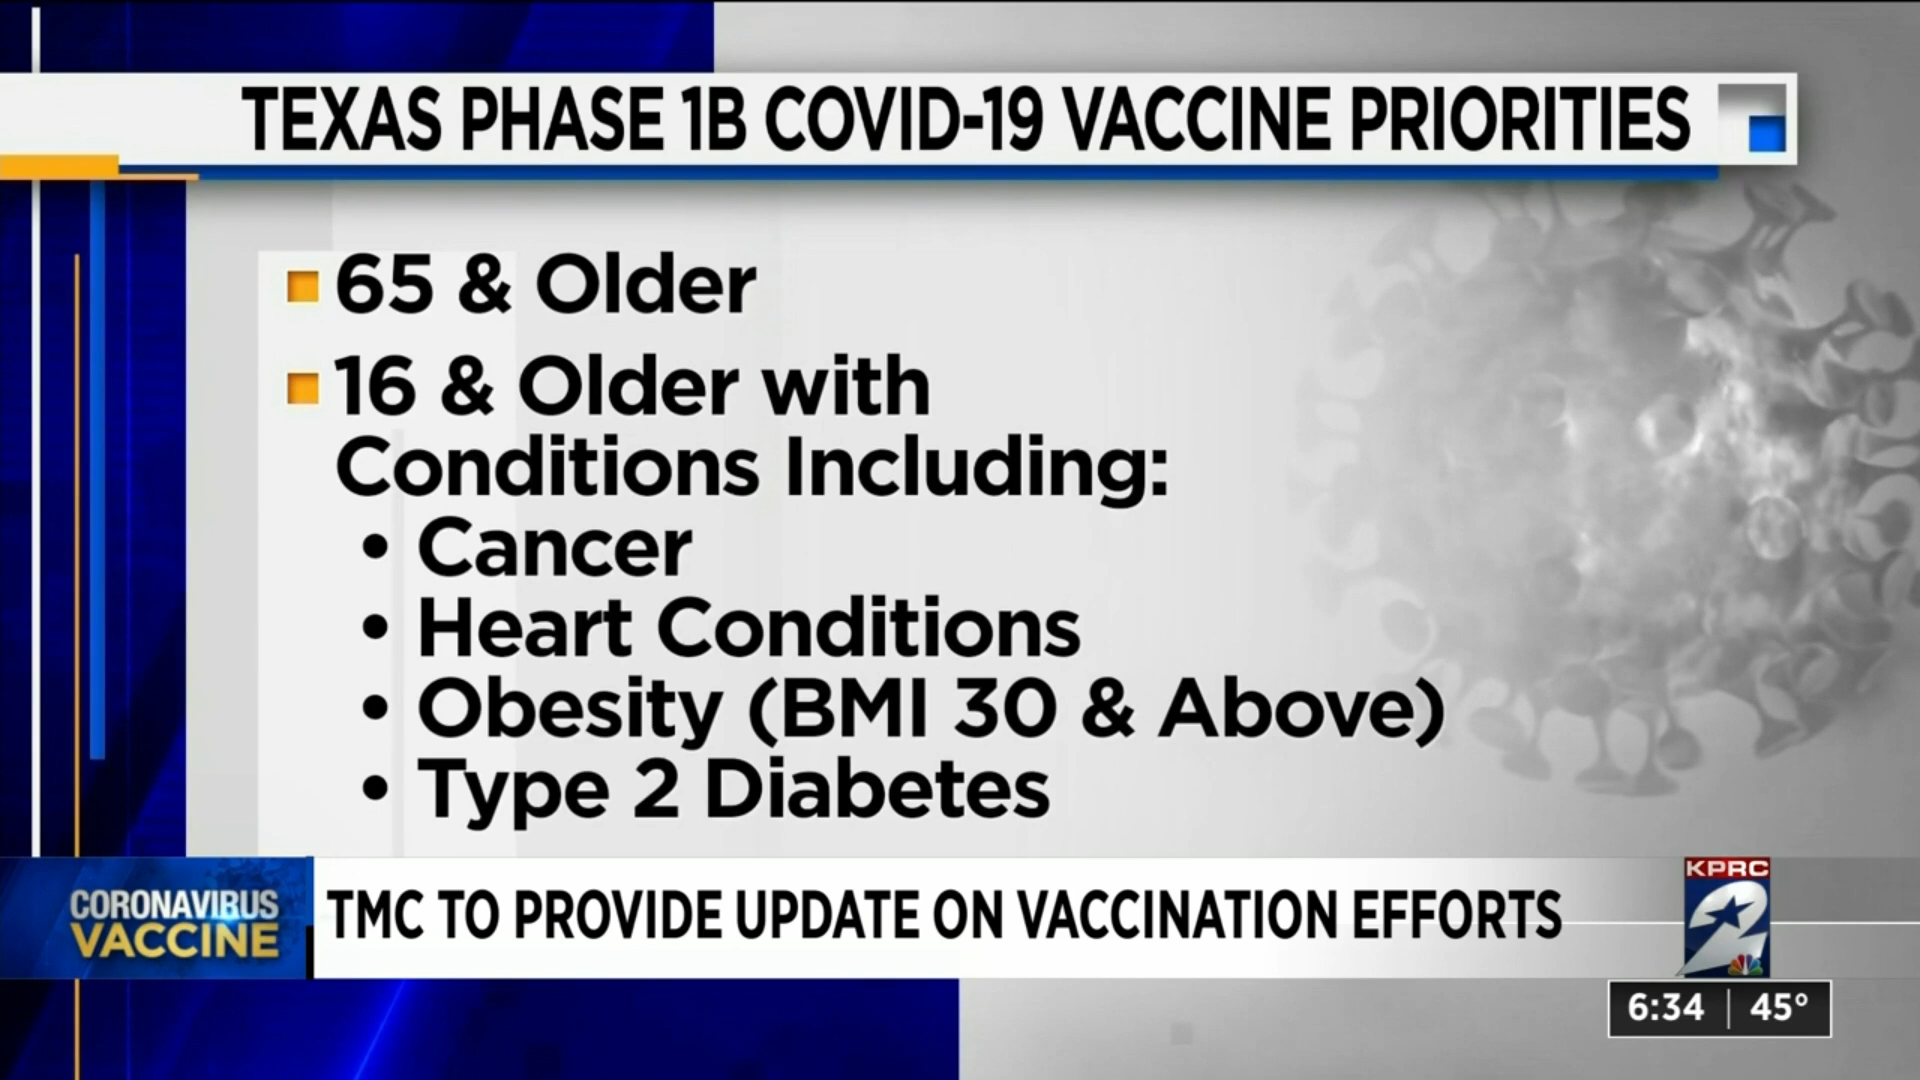 TEXAS PHASE 1B COVID-19 VACCINE PRIORITIES
65 & Older
16 & Older with
Conditions Including:
• Cancer
• Heart Conditions
• Obesity (BMI 30 & Above)
• Type 2 Diabetes
CORONAVIRUS
VACCINE
TMC TO PROVIDE UPDATE ON VACCINATION EFFORTS
KPRC
2
6:34 | 45°